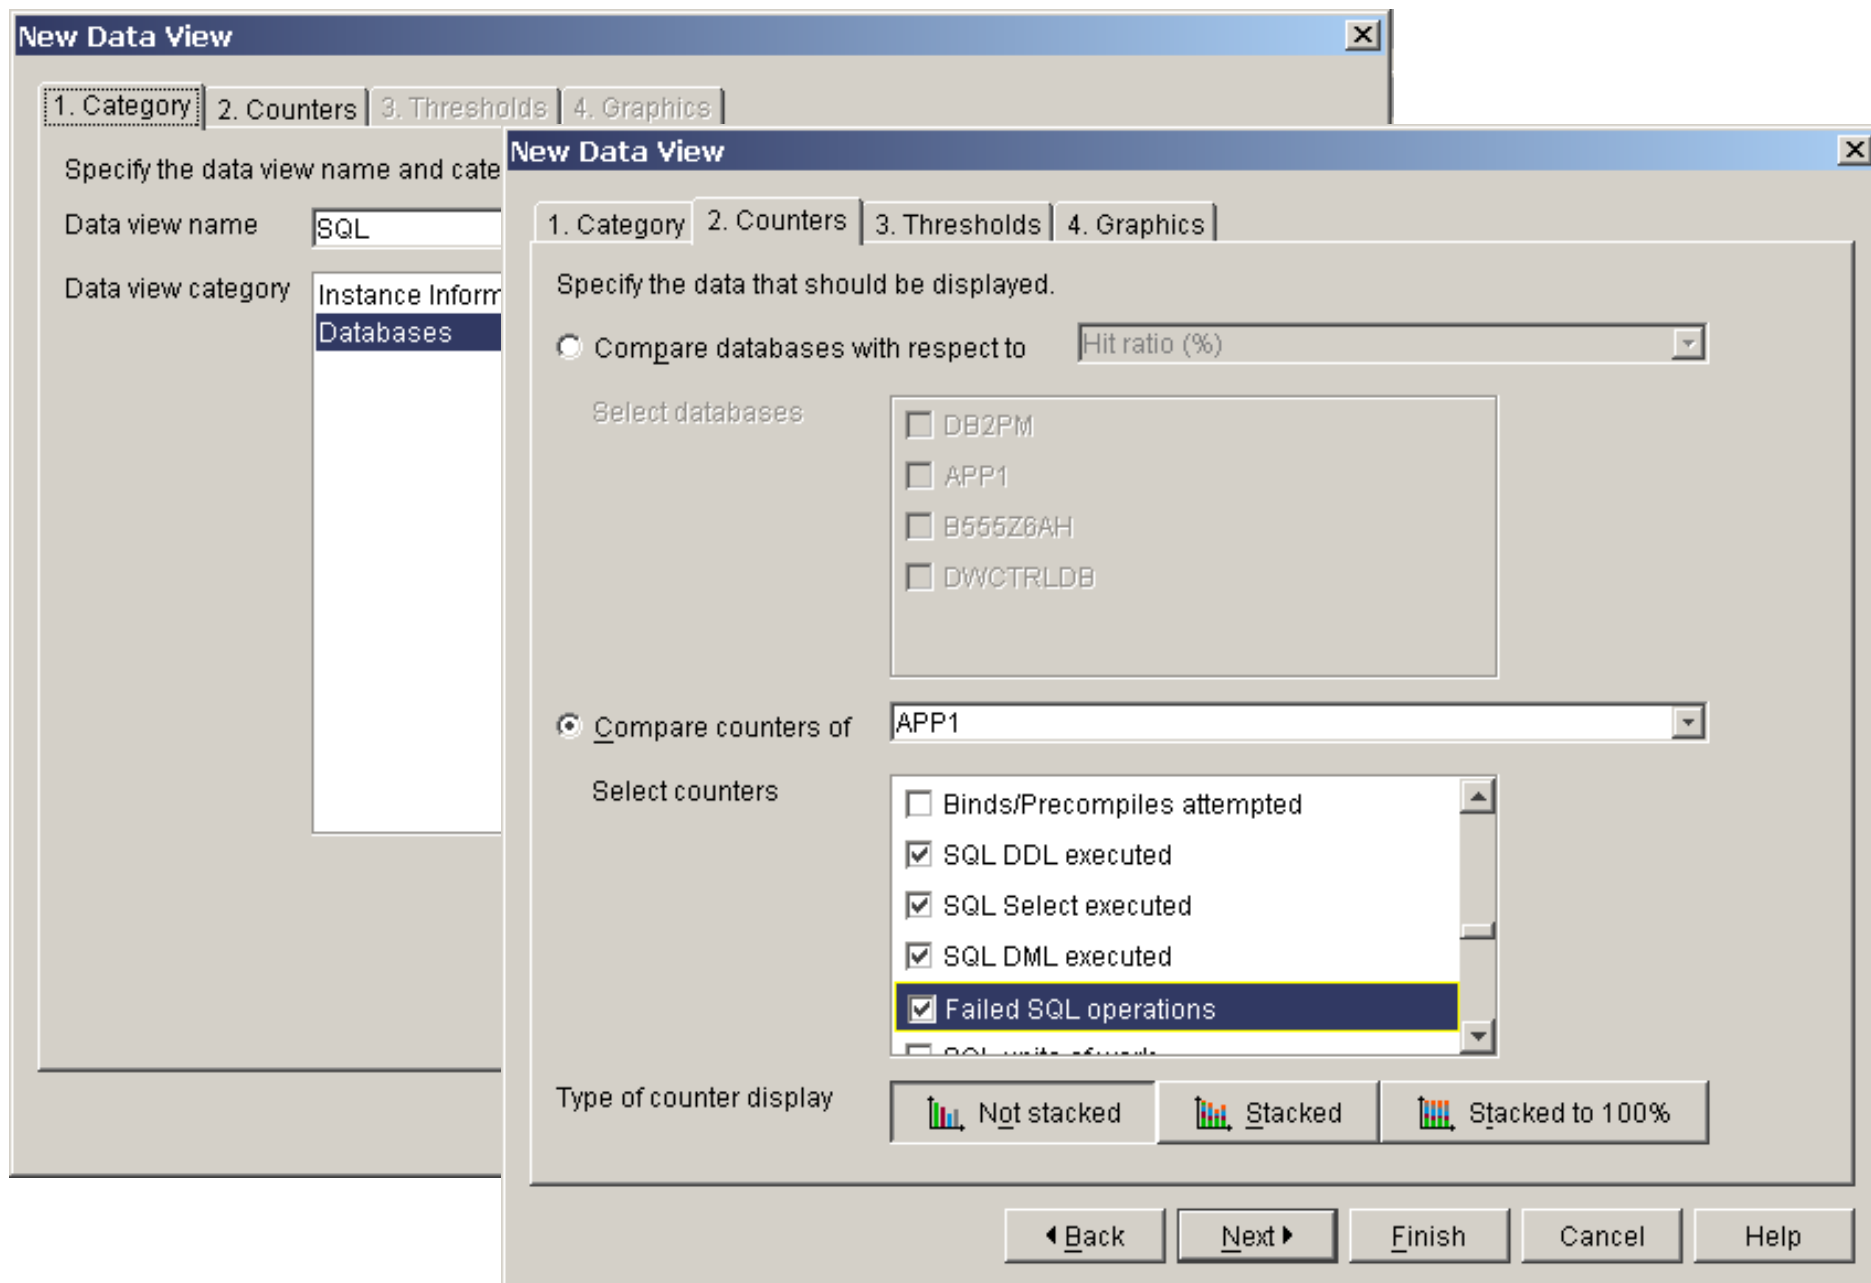 New Data View
1. Category 2. Counters 3. Thresholds 4. Graphics
Specify the data view name and cate
Data view name SQL
Data view category
Instance Inform
Databases
New Data View
1. Category 2. Counters 3. Thresholds 4. Graphics
Specify the data that should be displayed.
Compare databases with respect to Hit ratio (%)
Select databases
DB2PM
APP1
B555Z6AH
DWCTRLDB
Compare counters of APP1
Select counters
Binds/Precompiles attempted
SQL DDL executed
SQL Select executed
SQL DML executed
Failed SQL operations
SQL units of work
Type of counter display Not stacked Stacked Stacked to 100%
Back Next Finish Cancel Help